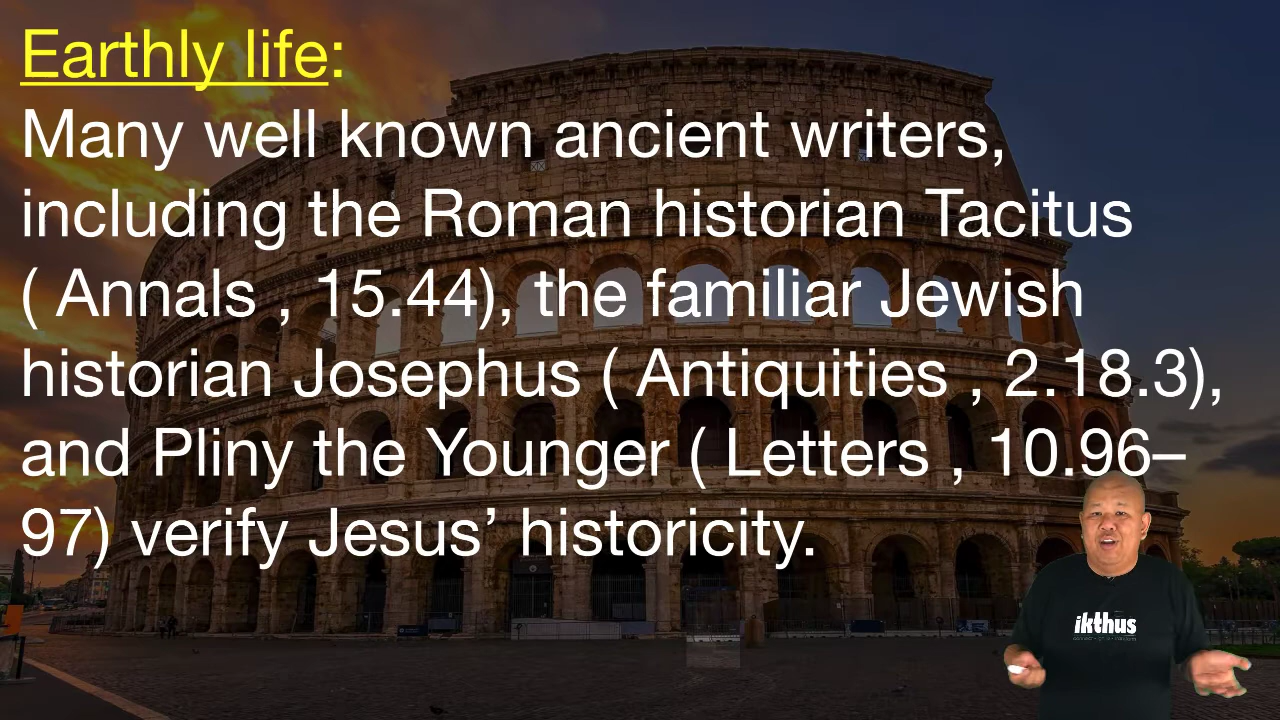 Earthly life:
Many well known ancient writers,
including the Roman historian Tacitus
( Annals , 15.44), the familiar Jewish
historian Josephus ( Antiquities , 2.18.3),
and Pliny the Younger ( Letters , 10.96–
97) verify Jesus’ historicity.
ikthus